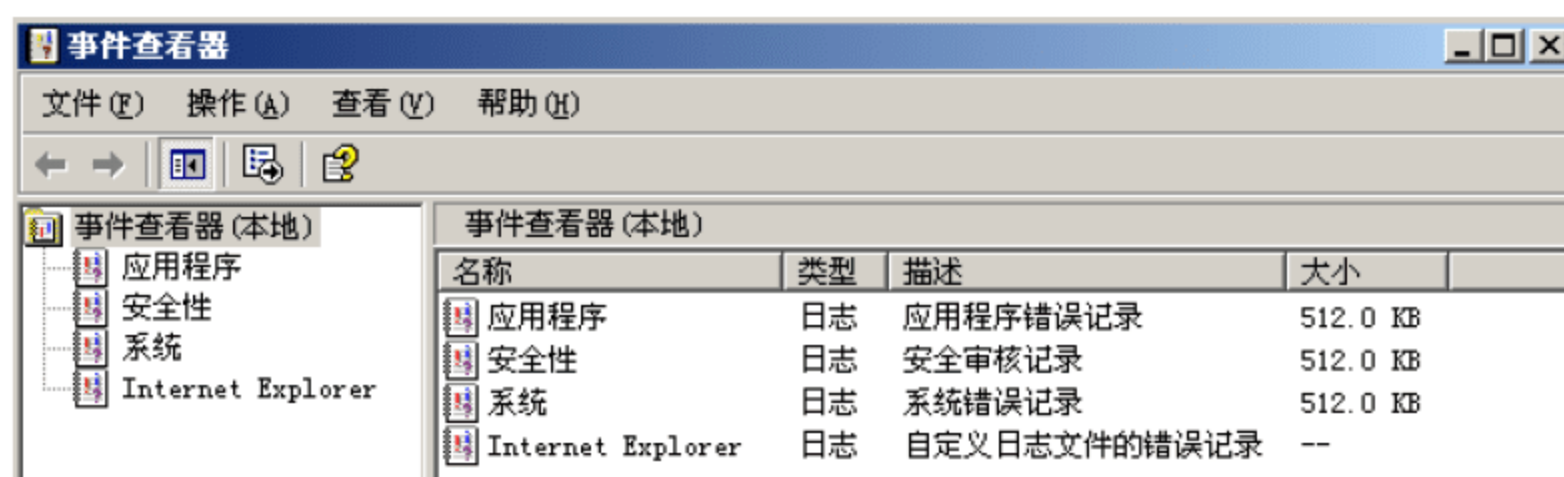 事件查看器
文件(F) 操作(A) 查看(V) 帮助(H)
事件查看器(本地)
应用程序
安全性
系统
Internet Explorer
事件查看器(本地)
名称 类型 描述 大小
应用程序 日志 应用程序错误记录 512.0 KB
安全性 日志 安全审核记录 512.0 KB
系统 日志 系统错误记录 512.0 KB
Internet Explorer 日志 自定义日志文件的错误记录 --